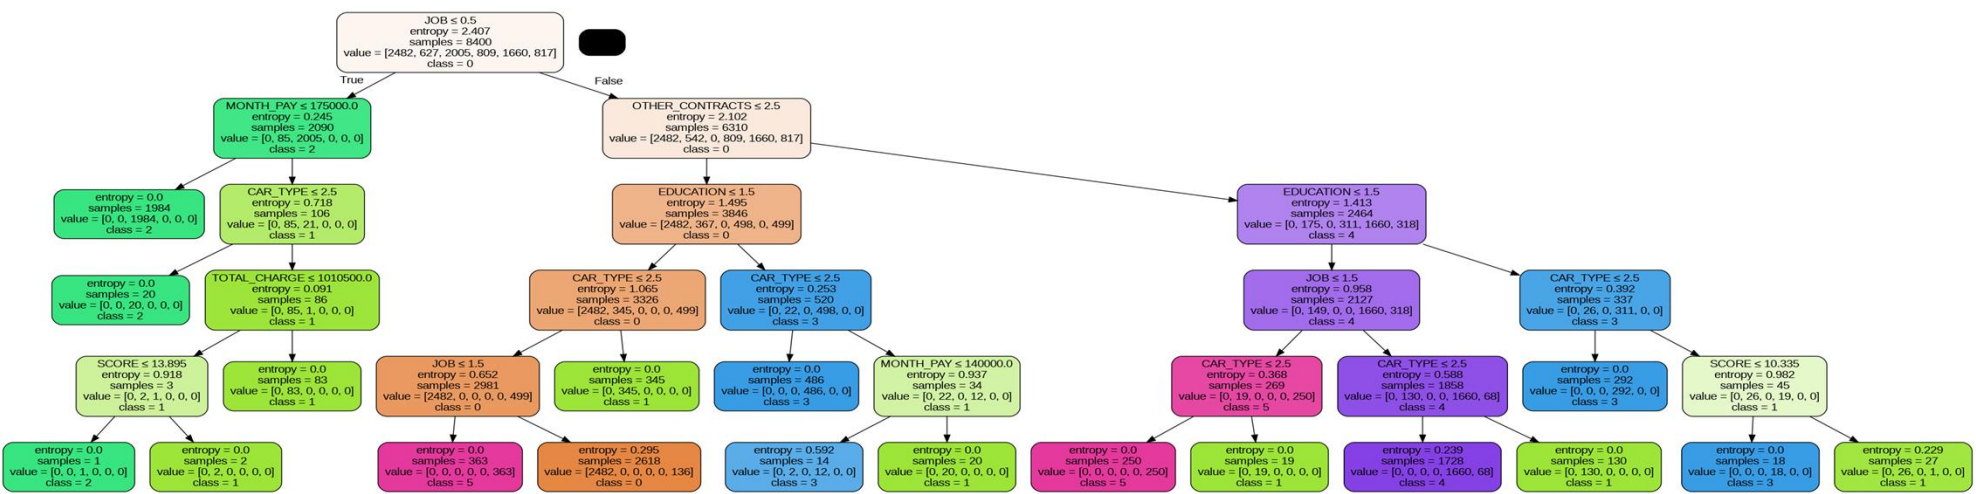 JOB ≤ 0.5
entropy = 2.407
samples = 8400
value = [2482, 627, 2005, 809, 1660, 817]
class = 0
True
False
MONTH_PAY ≤ 175000.0
entropy = 0.245
samples = 2090
value = [0, 85, 2005, 0, 0, 0]
class = 2
OTHER_CONTRACTS ≤ 2.5
entropy = 2.102
samples = 6310
value = [2482, 542, 0, 809, 1660, 817]
class = 0
entropy = 0.0
samples = 1984
value = [0, 0, 1984, 0, 0, 0]
class = 2
CAR_TYPE ≤ 2.5
entropy = 0.718
samples = 106
value = [0, 85, 21, 0, 0, 0]
class = 1
EDUCATION ≤ 1.5
entropy = 1.495
samples = 3846
value = [2482, 367, 0, 498, 0, 499]
class = 0
EDUCATION ≤ 1.5
entropy = 1.413
samples = 2464
value = [0, 175, 0, 311, 1660, 318]
class = 4
entropy = 0.0
samples = 20
value = [0, 0, 20, 0, 0, 0]
class = 2
TOTAL_CHARGE ≤ 1010500.0
entropy = 0.091
samples = 86
value = [0, 85, 1, 0, 0, 0]
class = 1
CAR_TYPE ≤ 2.5
entropy = 1.065
samples = 3326
value = [2482, 345, 0, 0, 0, 499]
class = 0
CAR_TYPE ≤ 2.5
entropy = 0.253
samples = 520
value = [0, 22, 0, 498, 0, 0]
class = 3
JOB ≤ 1.5
entropy = 0.958
samples = 2127
value = [0, 149, 0, 0, 1660, 318]
class = 4
CAR_TYPE ≤ 2.5
entropy = 0.392
samples = 337
value = [0, 26, 0, 311, 0, 0]
class = 3
SCORE ≤ 13.895
entropy = 0.918
samples = 3
value = [0, 2, 1, 0, 0, 0]
class = 1
entropy = 0.0
samples = 83
value = [0, 83, 0, 0, 0, 0]
class = 1
JOB ≤ 1.5
entropy = 0.652
samples = 2981
value = [2482, 0, 0, 0, 0, 499]
class = 0
entropy = 0.0
samples = 345
value = [0, 345, 0, 0, 0, 0]
class = 1
entropy = 0.0
samples = 486
value = [0, 0, 0, 486, 0, 0]
class = 3
MONTH_PAY ≤ 140000.0
entropy = 0.937
samples = 34
value = [0, 22, 0, 12, 0, 0]
class = 1
CAR_TYPE ≤ 2.5
entropy = 0.368
samples = 269
value = [0, 19, 0, 0, 0, 250]
class = 5
CAR_TYPE ≤ 2.5
entropy = 0.588
samples = 1858
value = [0, 130, 0, 0, 1660, 68]
class = 4
entropy = 0.0
samples = 292
value = [0, 0, 0, 292, 0, 0]
class = 3
SCORE ≤ 10.335
entropy = 0.982
samples = 45
value = [0, 26, 0, 19, 0, 0]
class = 1
entropy = 0.0
samples = 1
value = [0, 0, 1, 0, 0, 0]
class = 2
entropy = 0.0
samples = 2
value = [0, 2, 0, 0, 0, 0]
class = 1
entropy = 0.0
samples = 363
value = [0, 0, 0, 0, 0, 363]
class = 5
entropy = 0.295
samples = 2618
value = [2482, 0, 0, 0, 0, 136]
class = 0
entropy = 0.592
samples = 14
value = [0, 2, 0, 12, 0, 0]
class = 3
entropy = 0.0
samples = 20
value = [0, 20, 0, 0, 0, 0]
class = 1
entropy = 0.0
samples = 250
value = [0, 0, 0, 0, 0, 250]
class = 5
entropy = 0.0
samples = 19
value = [0, 19, 0, 0, 0, 0]
class = 1
entropy = 0.239
samples = 1728
value = [0, 0, 0, 0, 1660, 68]
class = 4
entropy = 0.0
samples = 130
value = [0, 130, 0, 0, 0, 0]
class = 1
entropy = 0.0
samples = 18
value = [0, 0, 0, 18, 0, 0]
class = 3
entropy = 0.229
samples = 27
value = [0, 26, 0, 1, 0, 0]
class = 1